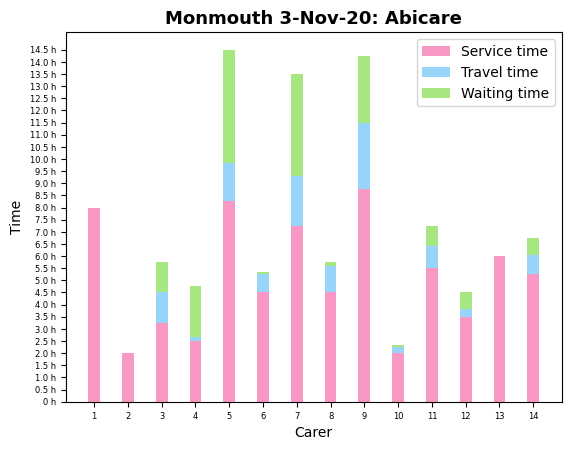 Monmouth 3-Nov-20: Abicare
Service time
Travel time
Waiting time
Time
14.5 h
14.0 h
13.5 h
13.0 h
12.5 h
12.0 h
11.5 h
11.0 h
10.5 h
10.0 h
9.5 h
9.0 h
8.5 h
8.0 h
7.5 h
7.0 h
6.5 h
6.0 h
5.5 h
5.0 h
4.5 h
4.0 h
3.5 h
3.0 h
2.5 h
2.0 h
1.5 h
1.0 h
0.5 h
0 h
1 2 3 4 5 6 7 8 9 10 11 12 13 14
Carer